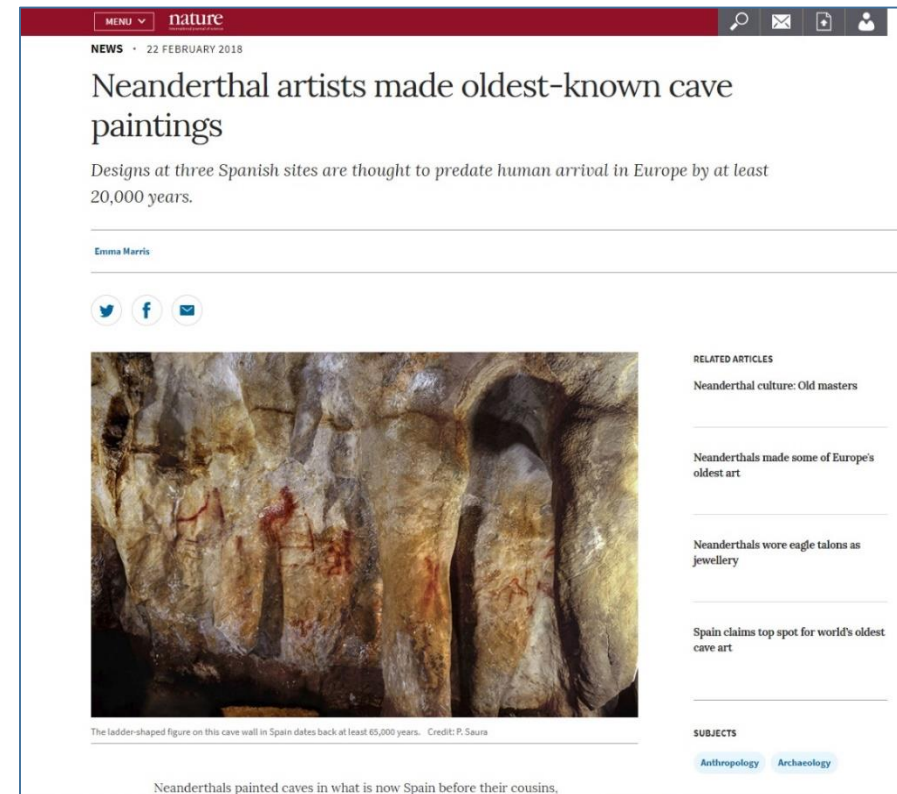 MENU
nature
NEWS · 22 FEBRUARY 2018
Neanderthal artists made oldest-known cave
paintings
Designs at three Spanish sites are thought to predate human arrival in Europe by at least
20,000 years.
Emma Marris
The ladder-shaped figure on this cave wall in Spain dates back at least 65,000 years. Credit: P. Saura
Neanderthals painted caves in what is now Spain before their cousins,
RELATED ARTICLES
Neanderthal culture: Old masters
Neanderthals made some of Europe's
oldest art
Neanderthals wore eagle talons as
jewellery
Spain claims top spot for world's oldest
cave art
SUBJECTS
Anthropology Archaeology